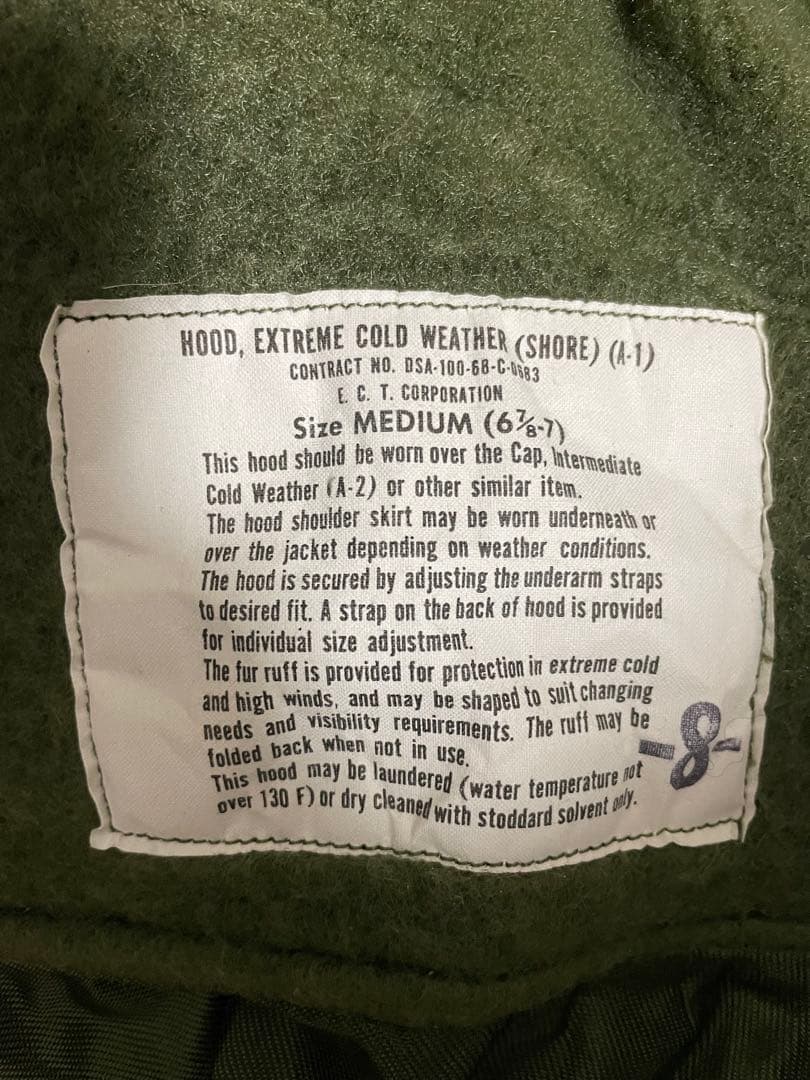 HOOD, EXTREME COLD WEATHER (SHORE) (A-1)
CONTRACT NO. DSA-100-68-C-0683
E. C. T. CORPORATION
Size MEDIUM (6⅞-7)
This hood should be worn over the Cap, Intermediate
Cold Weather (A-2) or other similar item.
The hood shoulder skirt may be worn underneath or
over the jacket depending on weather conditions.
The hood is secured by adjusting the underarm straps
to desired fit. A strap on the back of hood is provided
for individual size adjustment.
The fur ruff is provided for protection in extreme cold
and high winds, and may be shaped to suit changing
needs and visibility requirements. The ruff may be
folded back when not in use.
This hood may be laundered (water temperature not
over 130 F) or dry cleaned with stoddard solvent only.
-8-